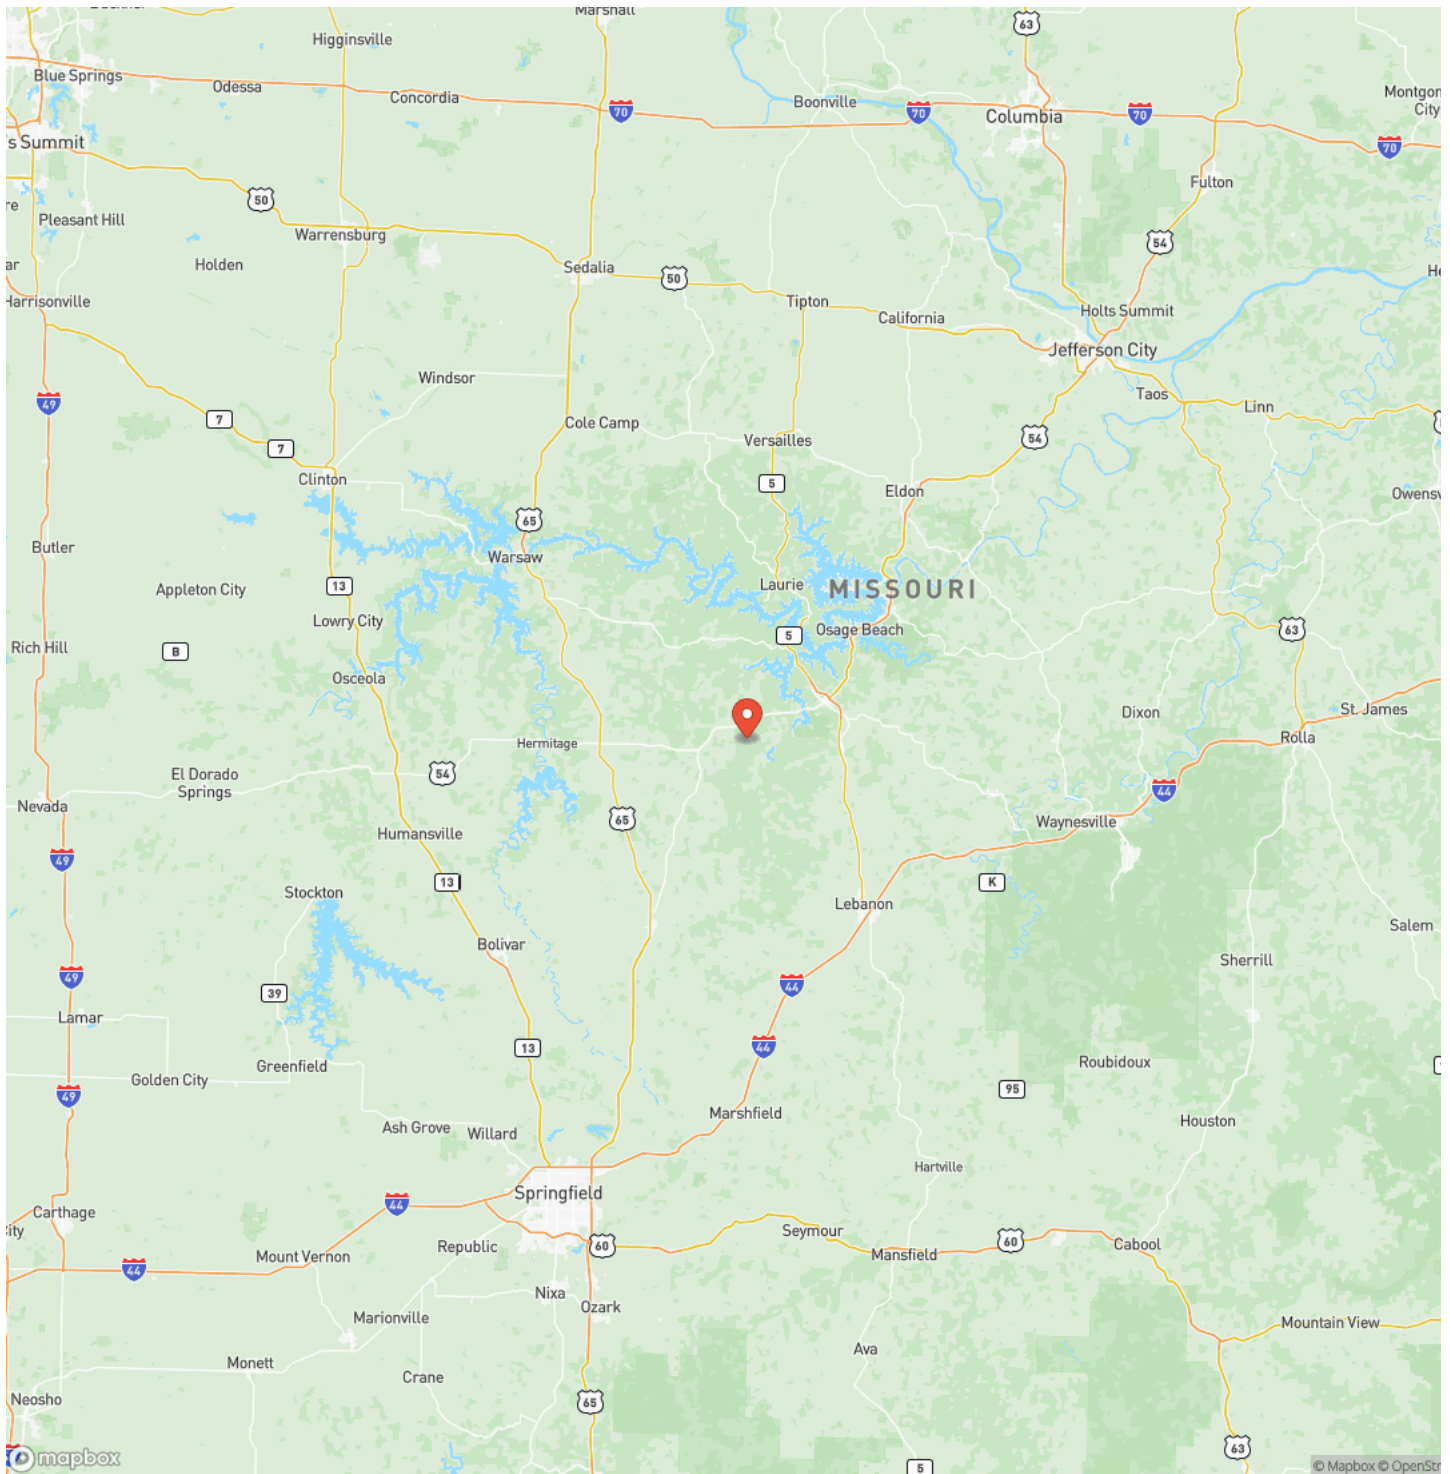 Marshall
63
Higginsville
Blue Springs
Odessa
Concordia
Boonville
Montgom
City
70
70
Columbia
70
70
's Summit
Fulton
50
re
Pleasant Hill
Warrensburg
54
ar
Holden
Sedalia
50
He
Harrisonville
Tipton
California
Holts Summit
Jefferson City
Windsor
Taos
49
Linn
7
Cole Camp
54
Versailles
7
Clinton
5
Eldon
Owensv
65
Butler
Warsaw
13
Appleton City
Laurie
MISSOURI
Lowry City
5
Osage Beach
63
Rich Hill
B
Osceola
Dixon
St. James
Hermitage
Rolla
54
El Dorado
Springs
44
Nevada
65
Waynesville
Humansville
49
13
K
Stockton
Lebanon
Salem
Bolivar
Sherrill
49
44
39
Lamar
13
44
Greenfield
Roubidoux
Golden City
95
49
Marshfield
Houston
Ash Grove
Willard
Hartville
Springfield
44
Carthage
City
Seymour
60
Republic
60
Mansfield
Cabool
Mount Vernon
44
Nixa
Ozark
Marionville
Mountain View
Ava
Monett
Crane
Neosho
65
63
mapbox
5
© Mapbox © OpenStr